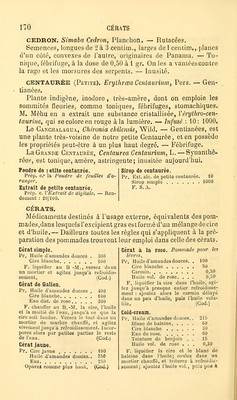 170 CÉRATS
CEDRON. Simaba Cedron, Planchon. — Rutacées.
Semences, longues de 2 à 3 centim., larges de 1 centim., planes
d'un côté, convexes de l'autre, originaires de Panama. — To-
nique, fébrifuge, à la dose de 0,50 à 1 gr. On les a vantées contre
la rage et les morsures des serpents. — Inusité.
CENTAURÉE (PETITE). Erythræa Centaurium, Pers. — Gen-
tianées.
Plante indigène, inodore, très-amère, dont on emploie les
sommités fleuries, comme toniques, fébrifuges, stomachiques.
M. Méhu en a extrait une substance cristallisée, l'érythro-cen-
taurine, qui se colore en rouge à la lumière. — Infusé : 10 : 1000.
Le CANCHALAGUA, Chironia chilensis, Wild. — Gentianées, est
une plante très-voisine de notre petite Centaurée, et en possède
les propriétés peut-être à un plus haut degré. — Fébrifuge.
La GRANDE CENTAURÉE, Centaurea Centaurium, L. — Synanthé-
rées, est tonique, amère, astringente; inusitée aujourd'hui.
Poudre de petite centaurée.
Prép. cf la Poudre de feuilles d'o-
ranger.
Extrait de petite centaurée.
Prép. c. l'Extrait de digitale. — Ren-
dement : 20/100.
Sirop de centaurée.
Pr. Ext. alc. de petite centaurée. 10
Sirop simple 1000
F. S. A.
CÉRATS.
Médicaments destinés à l'usage externe, équivalents des pom-
mades, dans lesquels l'excipient gras est formé d'un mélange de cire
et d'huile. — D'ailleurs toutes les règles qui s'appliquent à la pré-
paration des pommades trouvent leur emploi dans celle des cérats.
Cérat simple.
Pr. Huile d'amandes douces . 300
Cire blanche. 100
F. liquéfier au B.-M., versez dans
un mortier et agitez jusqu'à refroidis-
sement. (Cod.)
Cérat de Galien.
Pr. Huile d'amandes douces . 400
Cire blanche. 100
Eau dist. de rose. 300
F. chauffer au B.-M. la cire, l'huile
et la moitié de l'eau, jusqu'à ce que la
cire soit fondue. Versez le tout dans un
mortier de marbre chauffé, et agitez
vivement jusqu'à refroidissement. Incor-
porez alors par petites parties le reste
de l'eau. (Cod.)
Cérat jaune.
Pr. Cire jaune 100
Huile d'amandes douces. . 350
Eau. 250
Opérez comme plus haut. (Cod.)
Cérat à la rose. Pommade pour les
lèvres.
Pr. Huile d'amandes douces. . 100
Cire blanche 50
Carmin. 0,50
Huile vol. de rose. 0,50
F. liquéfier la cire dans l'huile, agi-
tez jusqu'à presque entier refroidisse-
ment; ajoutez alors le carmin délayé
dans un peu d'huile, puis l'huile vola-
tile. (Cod.)
Cold-cream.
Pr. Huile d'amandes douces. . 215
Blanc de baleine. 60
Cire blanche 30
Eau de rose. 60
Teinture de benjoin 15
Huile vol. de rose 0,30
F. liquéfier la cire et le blanc de
baleine dans l'huile; coulez dans un
mortier chauffé, et triturez à refroidis-
sement; ajoutez l'huile vol., puis peu à